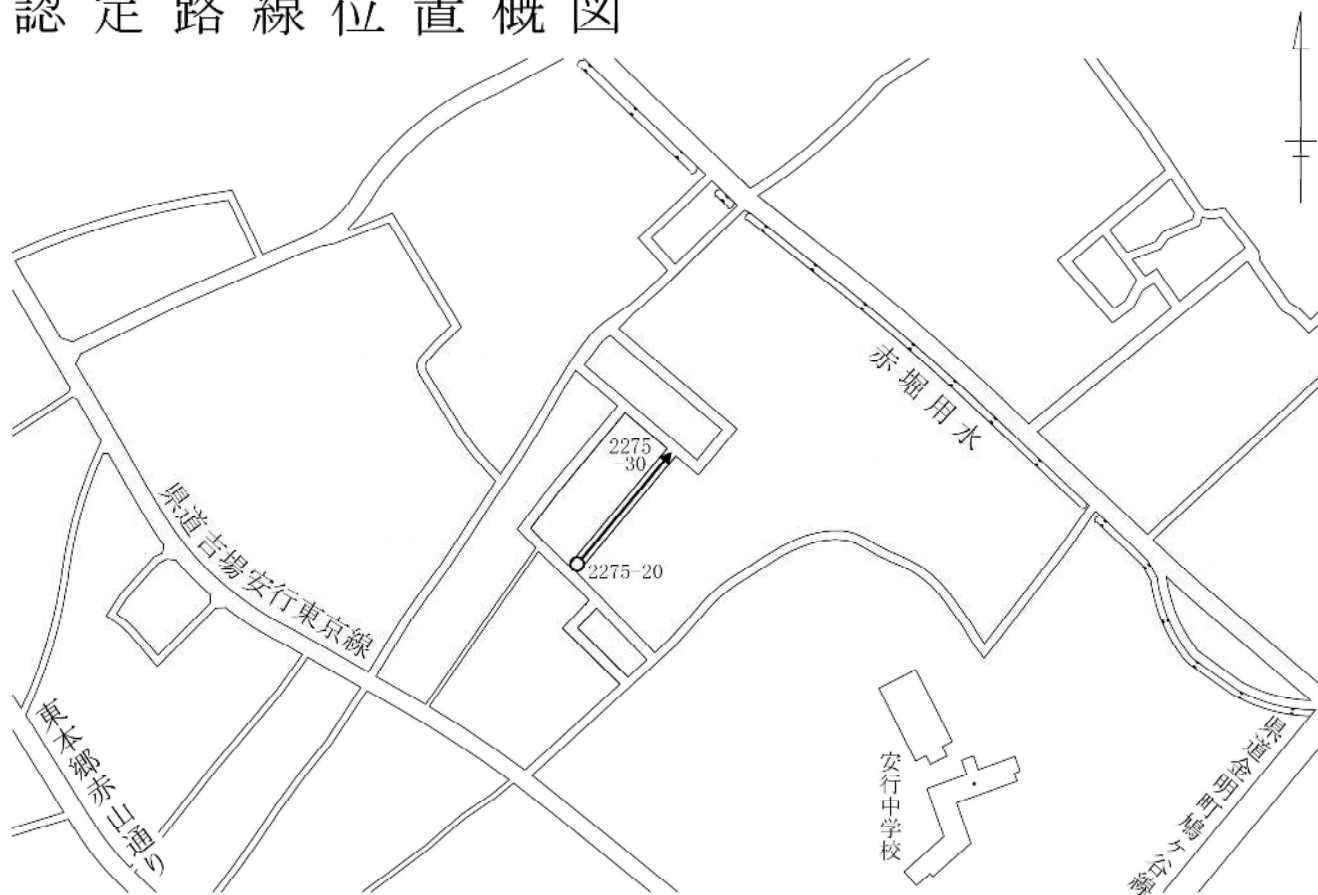 認定路線位置概図
赤堀用水
2275
-30
2275-20
県道吉場安行東京線
東本郷赤山通り
安行中学校
県道金明町鳩ヶ谷線